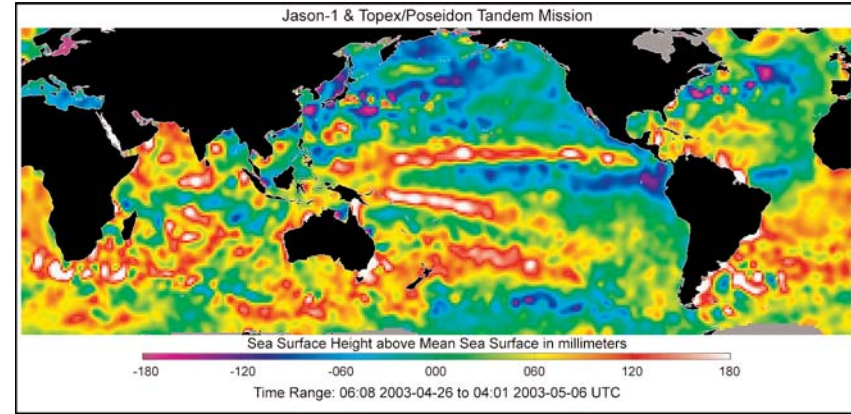 Jason-1 & Topex/Poseidon Tandem Mission
Sea Surface Height above Mean Sea Surface in millimeters
-180 -120 -060 000 060 120 180
Time Range: 06:08 2003-04-26 to 04:01 2003-05-06 UTC